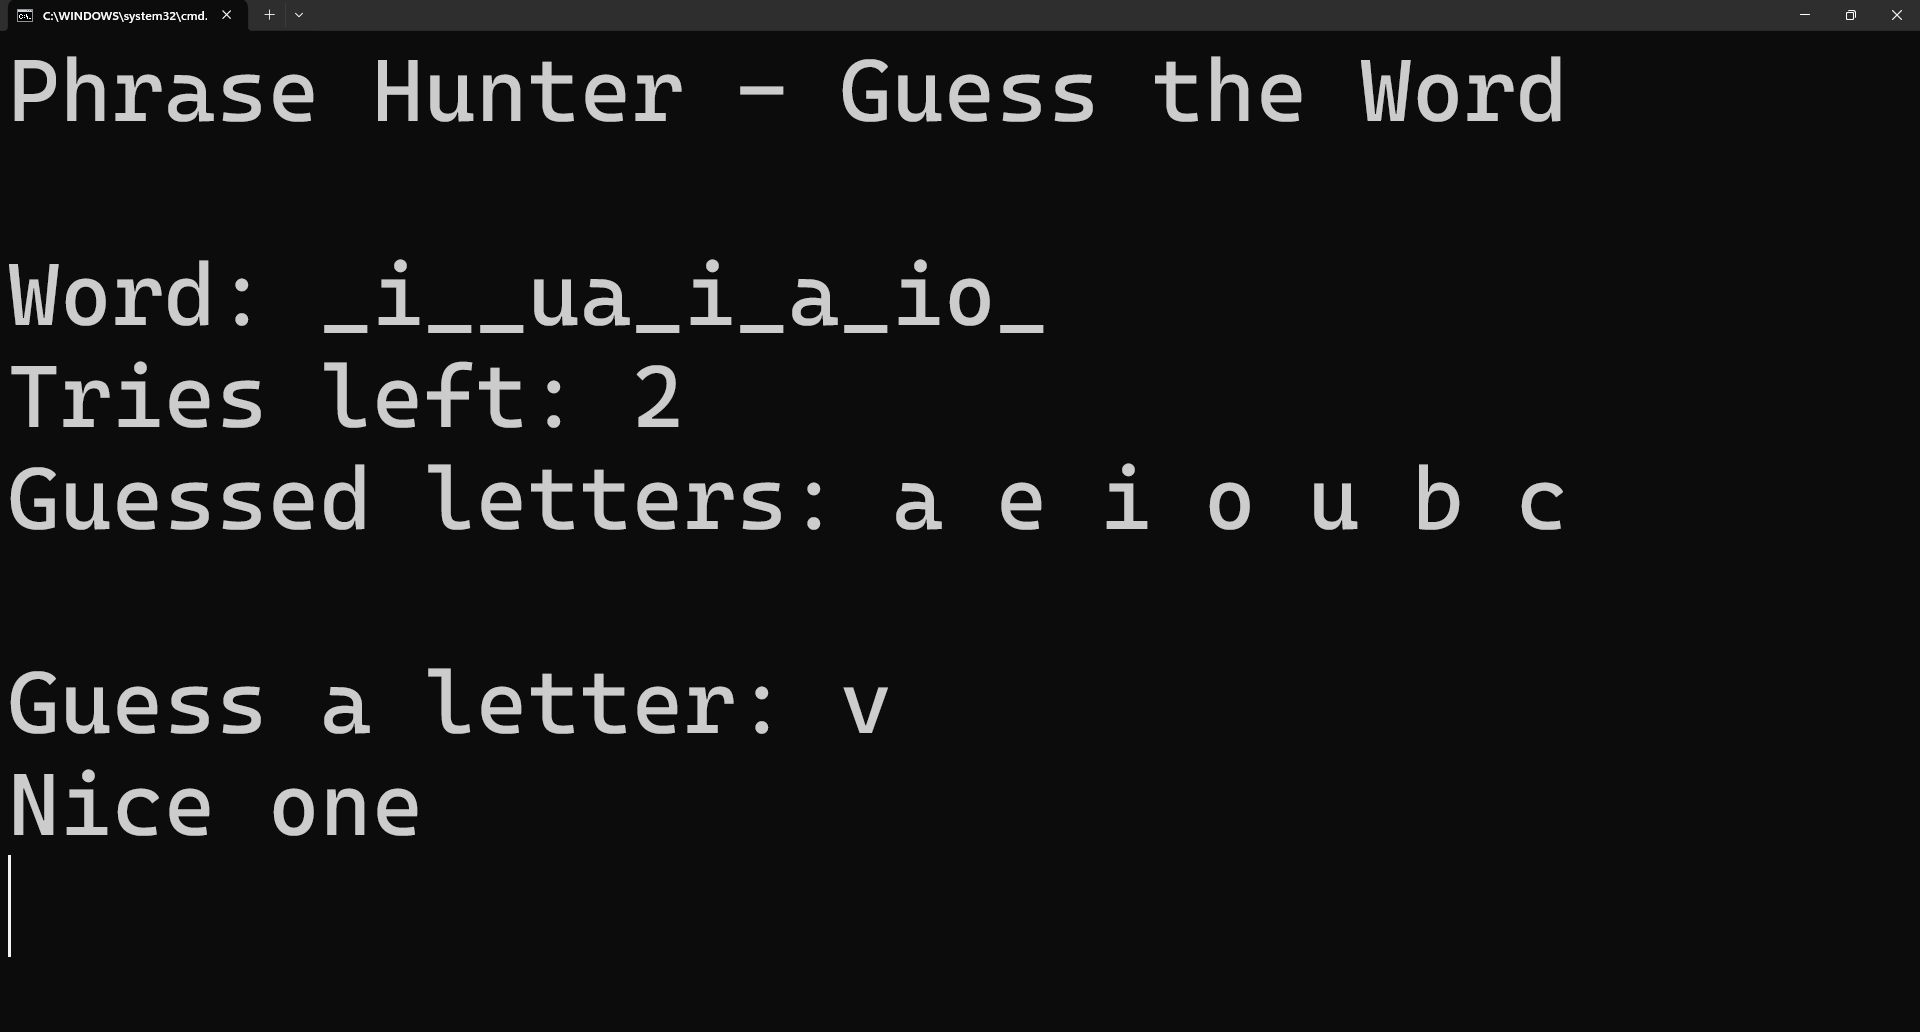 C:\WINDOWS\system32\cmd.
Phrase Hunter - Guess the Word
Word: _i__ua_i_a_io_
Tries left: 2
Guessed letters: a e i o u b c
Guess a letter: v
Nice one